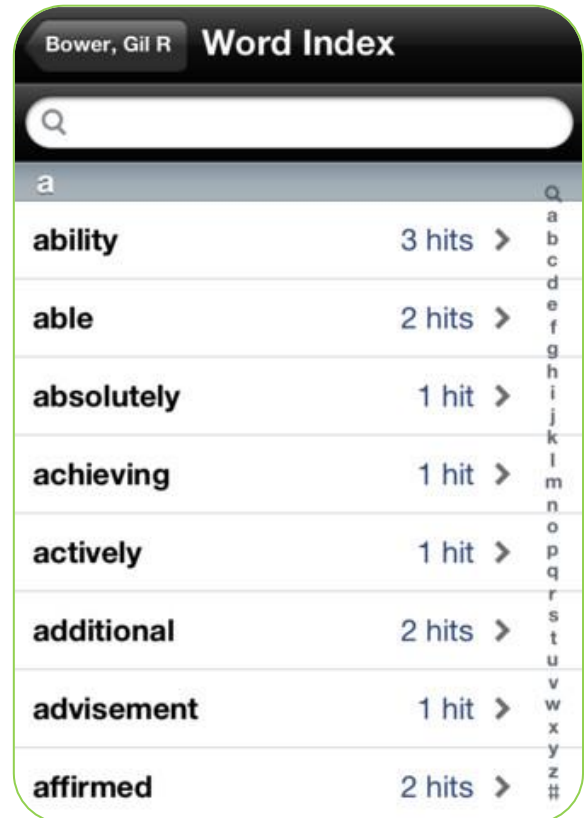 Bower, Gil R Word Index
a
ability 3 hits
able 2 hits
absolutely 1 hit
achieving 1 hit
actively 1 hit
additional 2 hits
advisement 1 hit
affirmed 2 hits
a
b
c
d
e
f
g
h
i
j
k
l
m
n
o
p
q
r
s
t
u
v
w
x
y
z
#